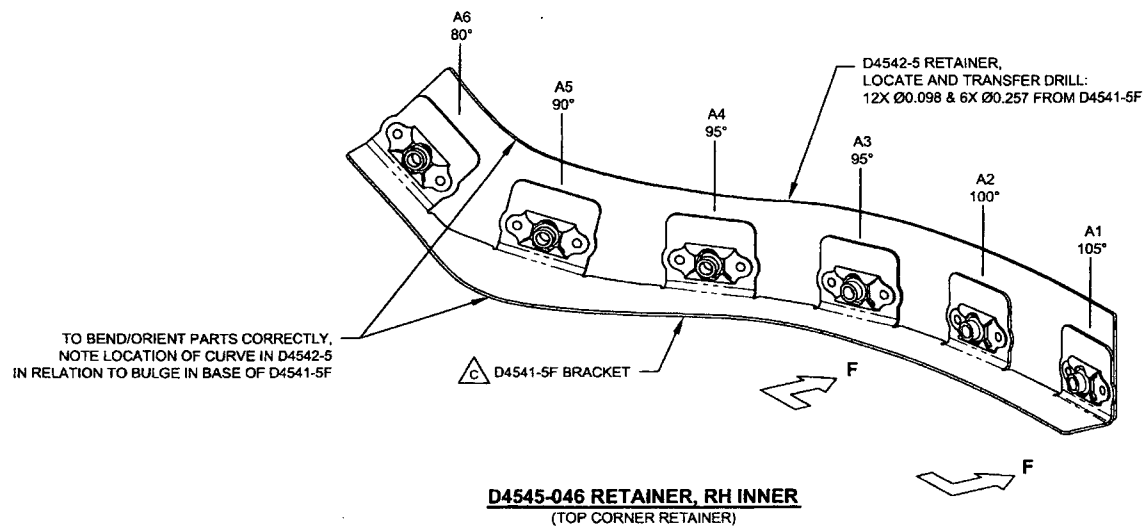 A6
80°
A5
90°
A4
95°
D4542-5 RETAINER,
LOCATE AND TRANSFER DRILL:
12X Ø0.098 & 6X Ø0.257 FROM D4541-5F
A3
95°
A2
100°
A1
105°
TO BEND/ORIENT PARTS CORRECTLY,
NOTE LOCATION OF CURVE IN D4542-5
IN RELATION TO BULGE IN BASE OF D4541-5F
C D4541-5F BRACKET
F
F
D4545-046 RETAINER, RH INNER
(TOP CORNER RETAINER)